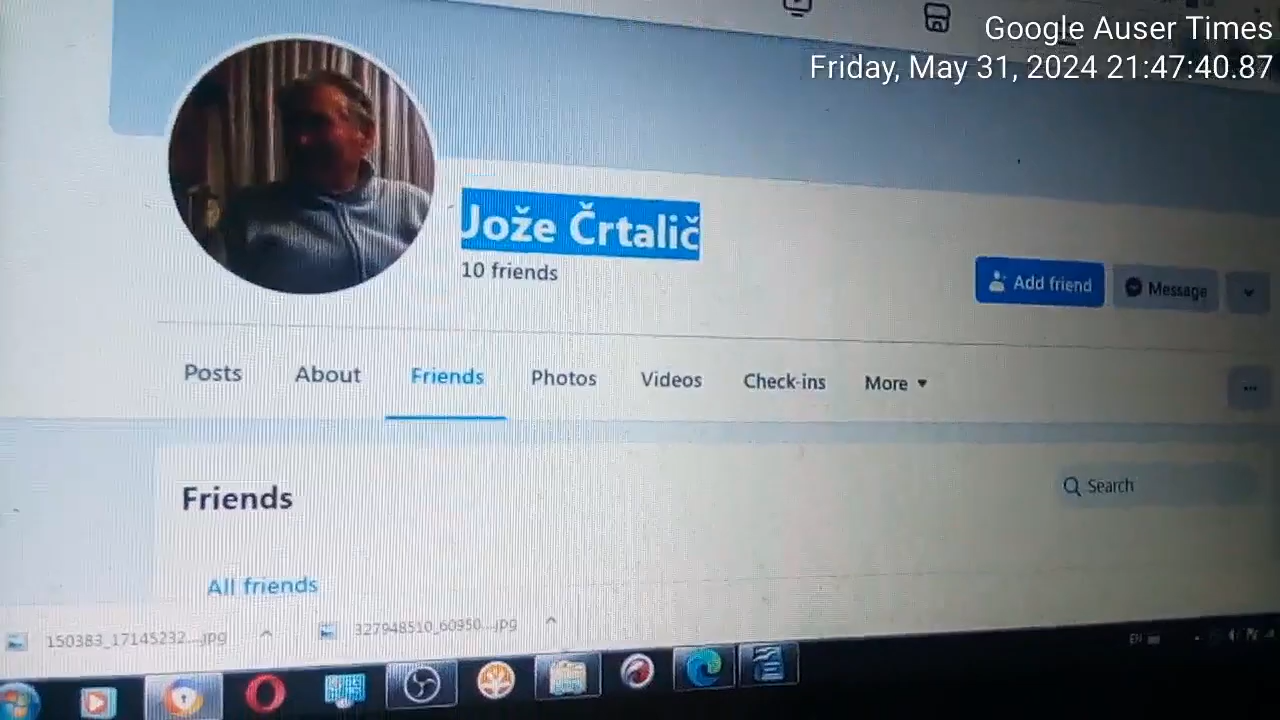 Google Auser Times
Friday, May 31, 2024 21:47:40.87
Jože Črtalič
10 friends
Add friend
Message
Posts
About
Friends
Photos
Videos
Check-ins
More
Friends
Search
All friends
150383_17145232...jpg
327948510_60950...jpg
EN